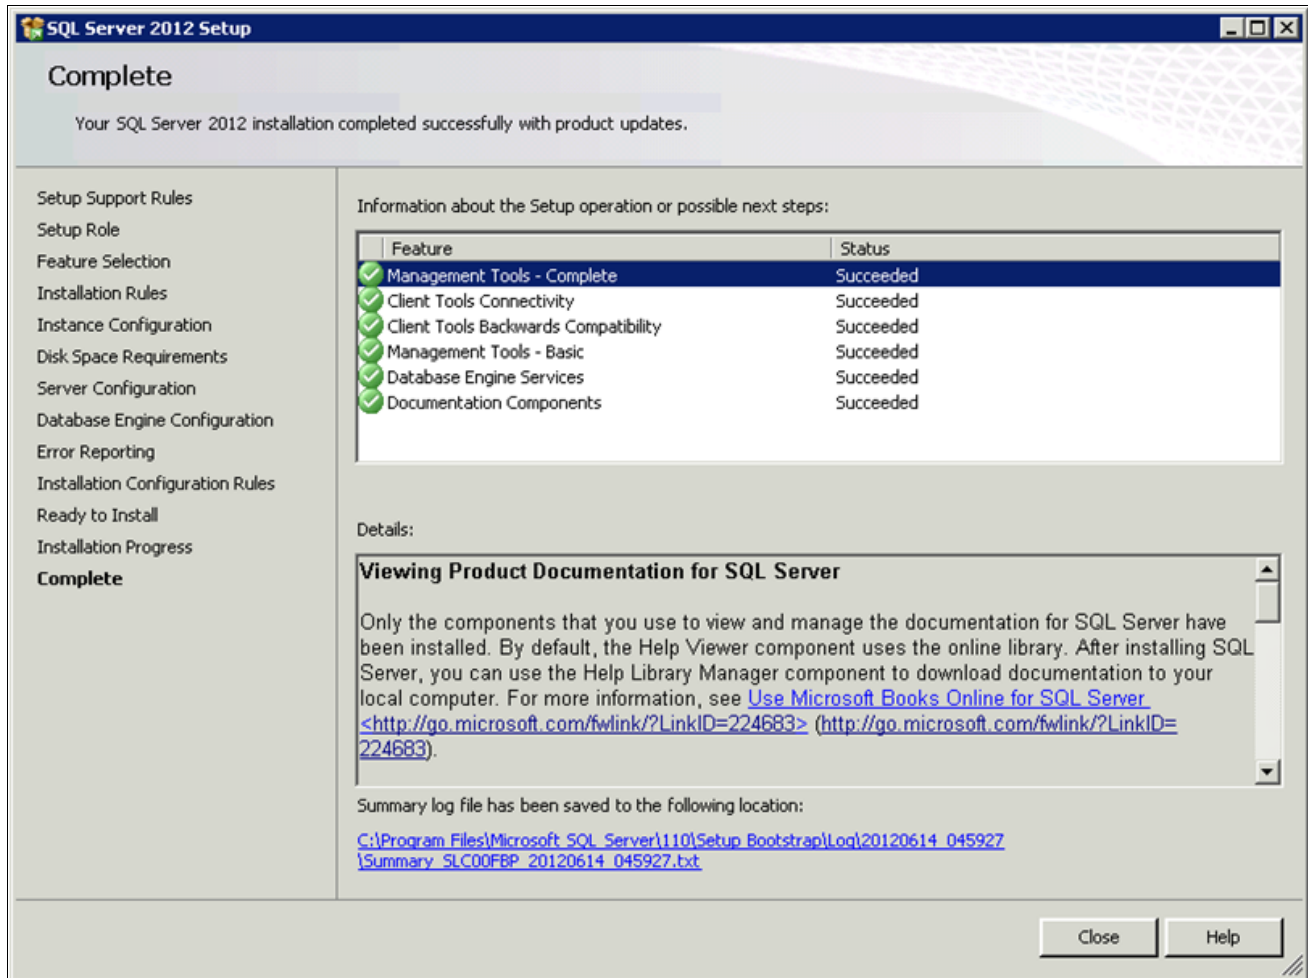 SQL Server 2012 Setup
Complete
Your SQL Server 2012 installation completed successfully with product updates.
Setup Support Rules
Setup Role
Feature Selection
Installation Rules
Instance Configuration
Disk Space Requirements
Server Configuration
Database Engine Configuration
Error Reporting
Installation Configuration Rules
Ready to Install
Installation Progress
Complete
Information about the Setup operation or possible next steps:
Feature Status
Management Tools - Complete Succeeded
Client Tools Connectivity Succeeded
Client Tools Backwards Compatibility Succeeded
Management Tools - Basic Succeeded
Database Engine Services Succeeded
Documentation Components Succeeded
Details:
Viewing Product Documentation for SQL Server
Only the components that you use to view and manage the documentation for SQL Server have
been installed. By default, the Help Viewer component uses the online library. After installing SQL
Server, you can use the Help Library Manager component to download documentation to your
local computer. For more information, see Use Microsoft Books Online for SQL Server
<http://go.microsoft.com/fwlink/?LinkID=224683> (http://go.microsoft.com/fwlink/?LinkID=
224683).
Summary log file has been saved to the following location:
C:\Program Files\Microsoft SQL Server\110\Setup Bootstrap\Log\20120614_045927
\Summary_SLC00FBP_20120614_045927.txt
Close Help